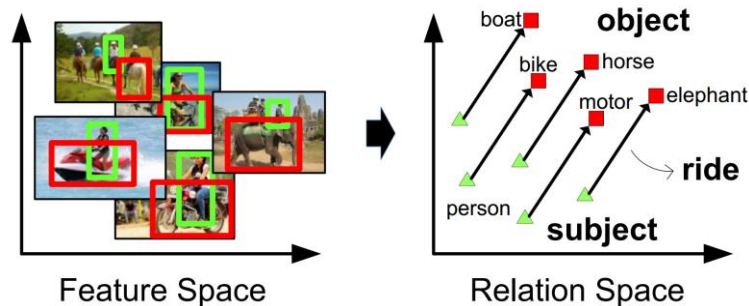 boat
object
bike
horse
motor
elephant
ride
person
subject
Feature Space
Relation Space